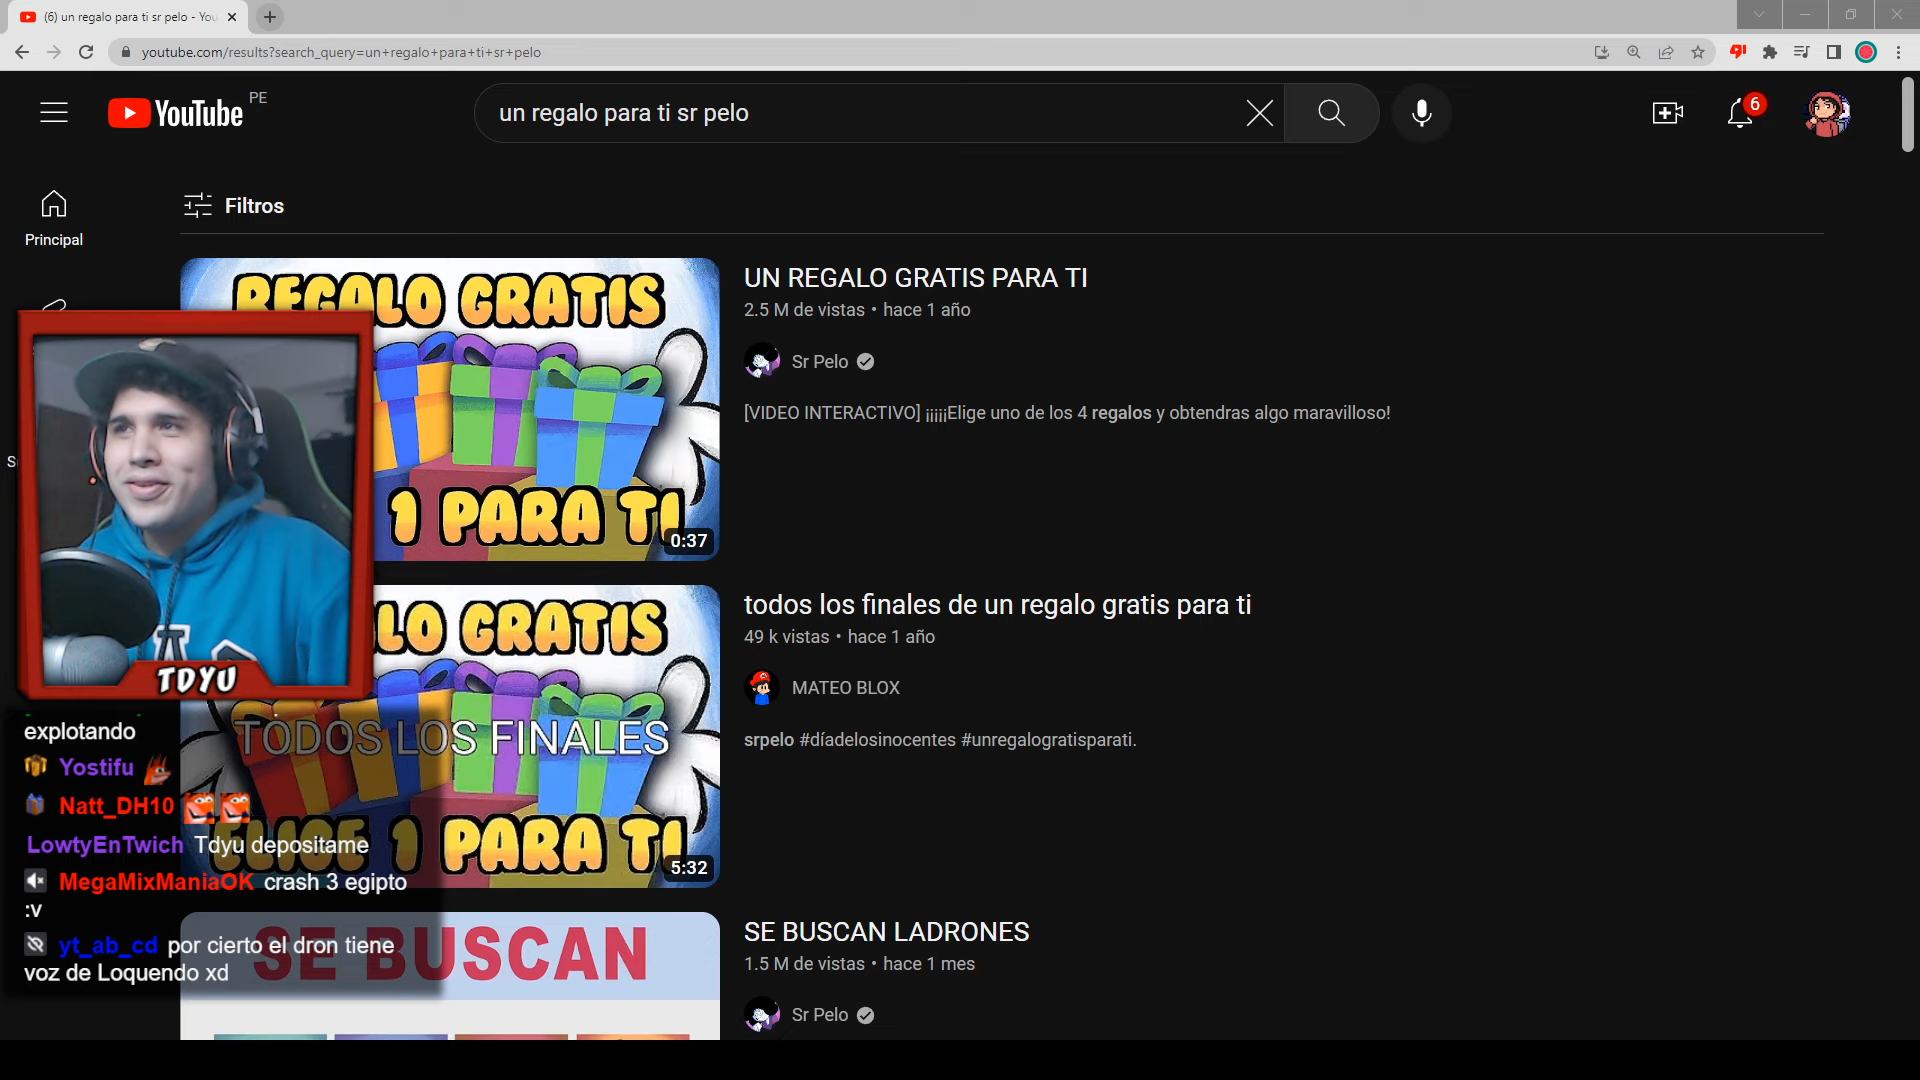 (6) un regalo para ti sr pelo - You
youtube.com/results?search_query=un+regalo+para+ti+sr+pelo
YouTube PE
un regalo para ti sr pelo
6
Principal
Filtros
REGALO GRATIS
1 PARA TI
0:37
UN REGALO GRATIS PARA TI
2.5 M de vistas • hace 1 año
Sr Pelo
[VIDEO INTERACTIVO] ¡¡¡¡¡Elige uno de los 4 regalos y obtendras algo maravilloso!
TDYU
LO GRATIS
TODOS LOS FINALES
ELIGE 1 PARA TI
5:32
todos los finales de un regalo gratis para ti
49 k vistas • hace 1 año
MATEO BLOX
srpelo #díadelosinocentes #unregalogratisparati.
explotando
Yostifu
Natt_DH10
LowtyEnTwich Tdyu depositame
MegaMixManiaOK crash 3 egipto
:v
yt_ab_cd por cierto el dron tiene
voz de Loquendo xd
SE BUSCAN
SE BUSCAN LADRONES
1.5 M de vistas • hace 1 mes
Sr Pelo